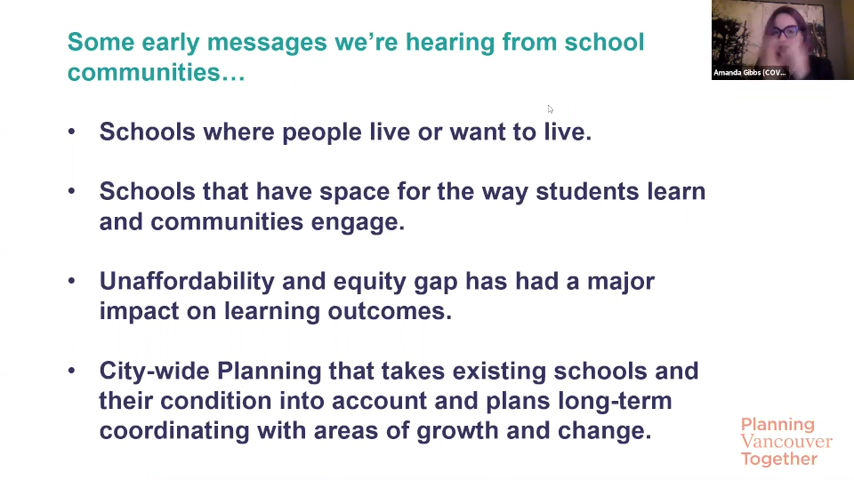 Some early messages we’re hearing from school
communities…
Amanda Gibbs (COV...
• Schools where people live or want to live.
• Schools that have space for the way students learn
and communities engage.
• Unaffordability and equity gap has had a major
impact on learning outcomes.
• City-wide Planning that takes existing schools and
their condition into account and plans long-term
coordinating with areas of growth and change.
Planning
Vancouver
Together